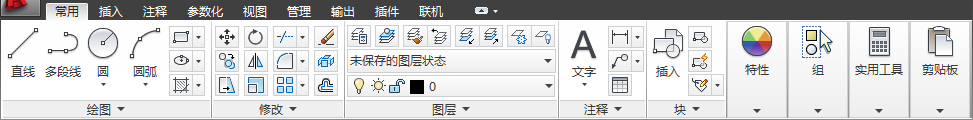 常用 插入 注释 参数化 视图 管理 输出 插件 联机
未保存的图层状态
直线 多段线 圆 圆弧 文字 插入 特性 组 实用工具 剪贴板
0
绘图 修改 图层 注释 块